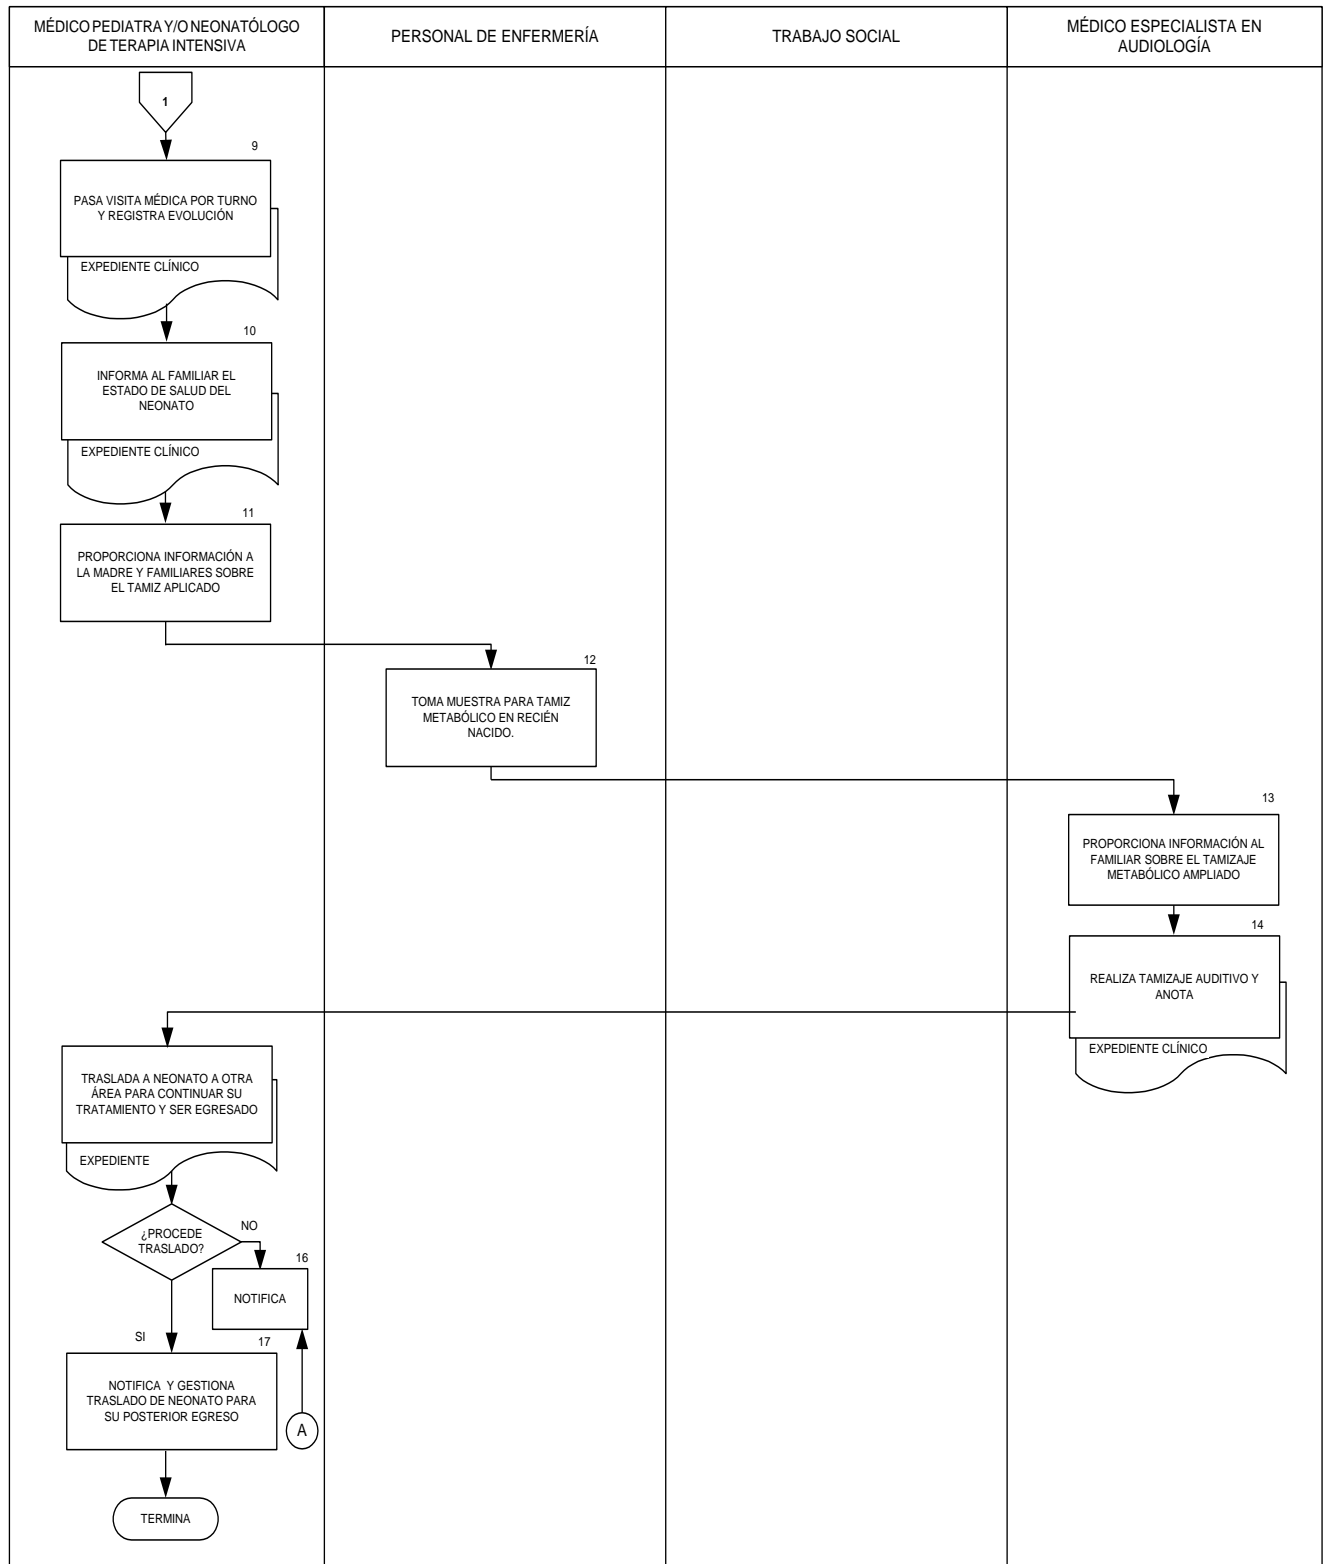 MÉDICO PEDIATRA Y/O NEONATÓLOGO
DE TERAPIA INTENSIVA
PERSONAL DE ENFERMERÍA
TRABAJO SOCIAL
MÉDICO ESPECIALISTA EN
AUDIOLOGÍA
1
9
PASA VISITA MÉDICA POR TURNO
Y REGISTRA EVOLUCIÓN
EXPEDIENTE CLÍNICO
10
INFORMA AL FAMILIAR EL
ESTADO DE SALUD DEL
NEONATO
EXPEDIENTE CLÍNICO
11
PROPORCIONA INFORMACIÓN A
LA MADRE Y FAMILIARES SOBRE
EL TAMIZ APLICADO
12
TOMA MUESTRA PARA TAMIZ
METABÓLICO EN RECIÉN
NACIDO.
13
PROPORCIONA INFORMACIÓN AL
FAMILIAR SOBRE EL TAMIZAJE
METABÓLICO AMPLIADO
14
REALIZA TAMIZAJE AUDITIVO Y
ANOTA
EXPEDIENTE CLÍNICO
TRASLADA A NEONATO A OTRA
ÁREA PARA CONTINUAR SU
TRATAMIENTO Y SER EGRESADO
EXPEDIENTE
¿PROCEDE
TRASLADO?
NO
16
NOTIFICA
SI
17
NOTIFICA Y GESTIONA
TRASLADO DE NEONATO PARA
SU POSTERIOR EGRESO
A
TERMINA